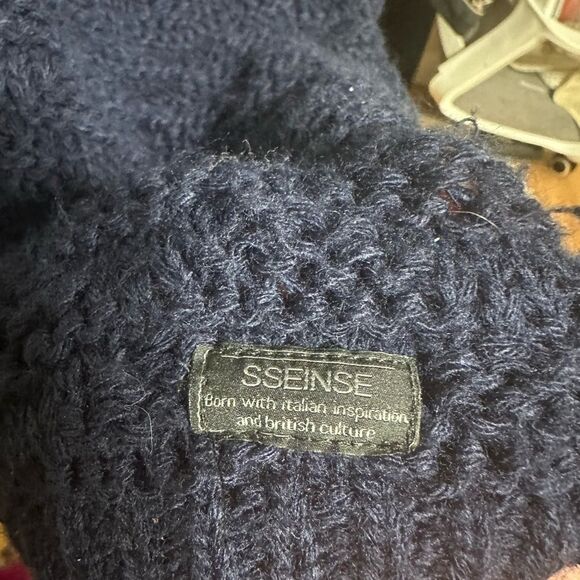 SSEINSE
Born with italian inspiration
and british culture